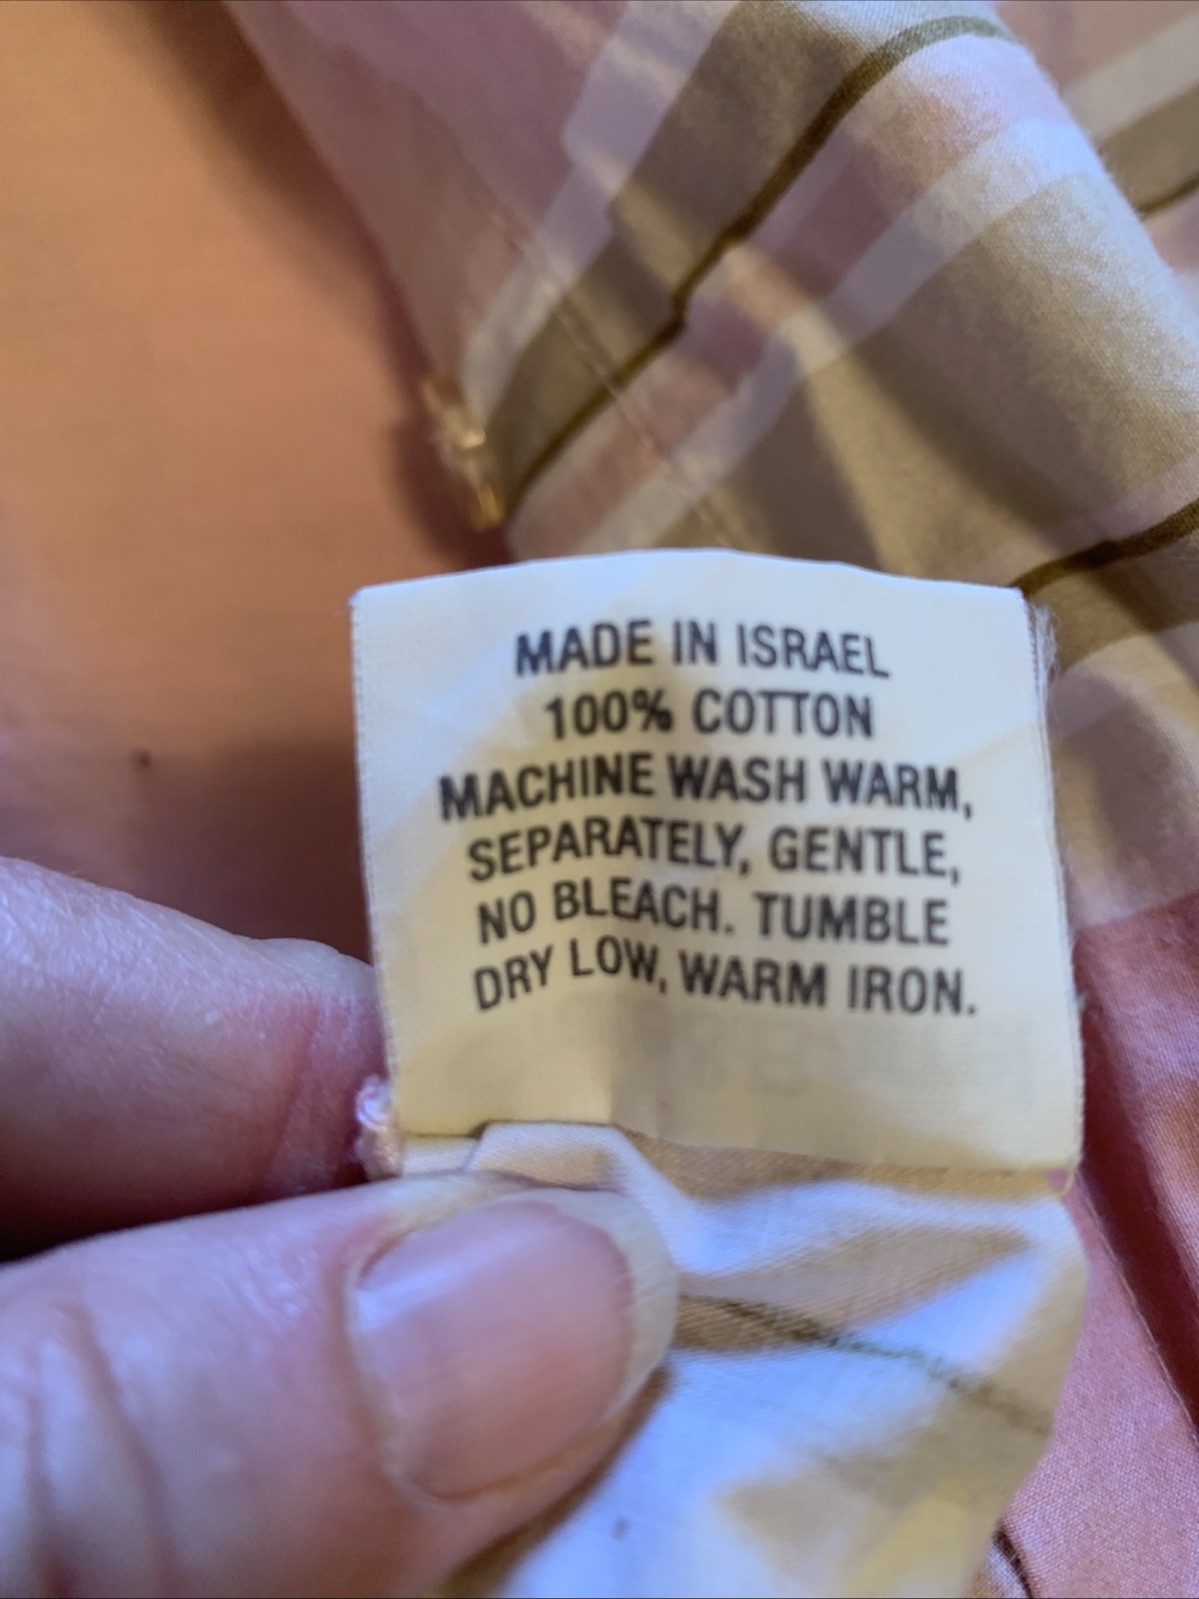 MADE IN ISRAEL
100% COTTON
MACHINE WASH WARM,
SEPARATELY, GENTLE,
NO BLEACH. TUMBLE
DRY LOW, WARM IRON.